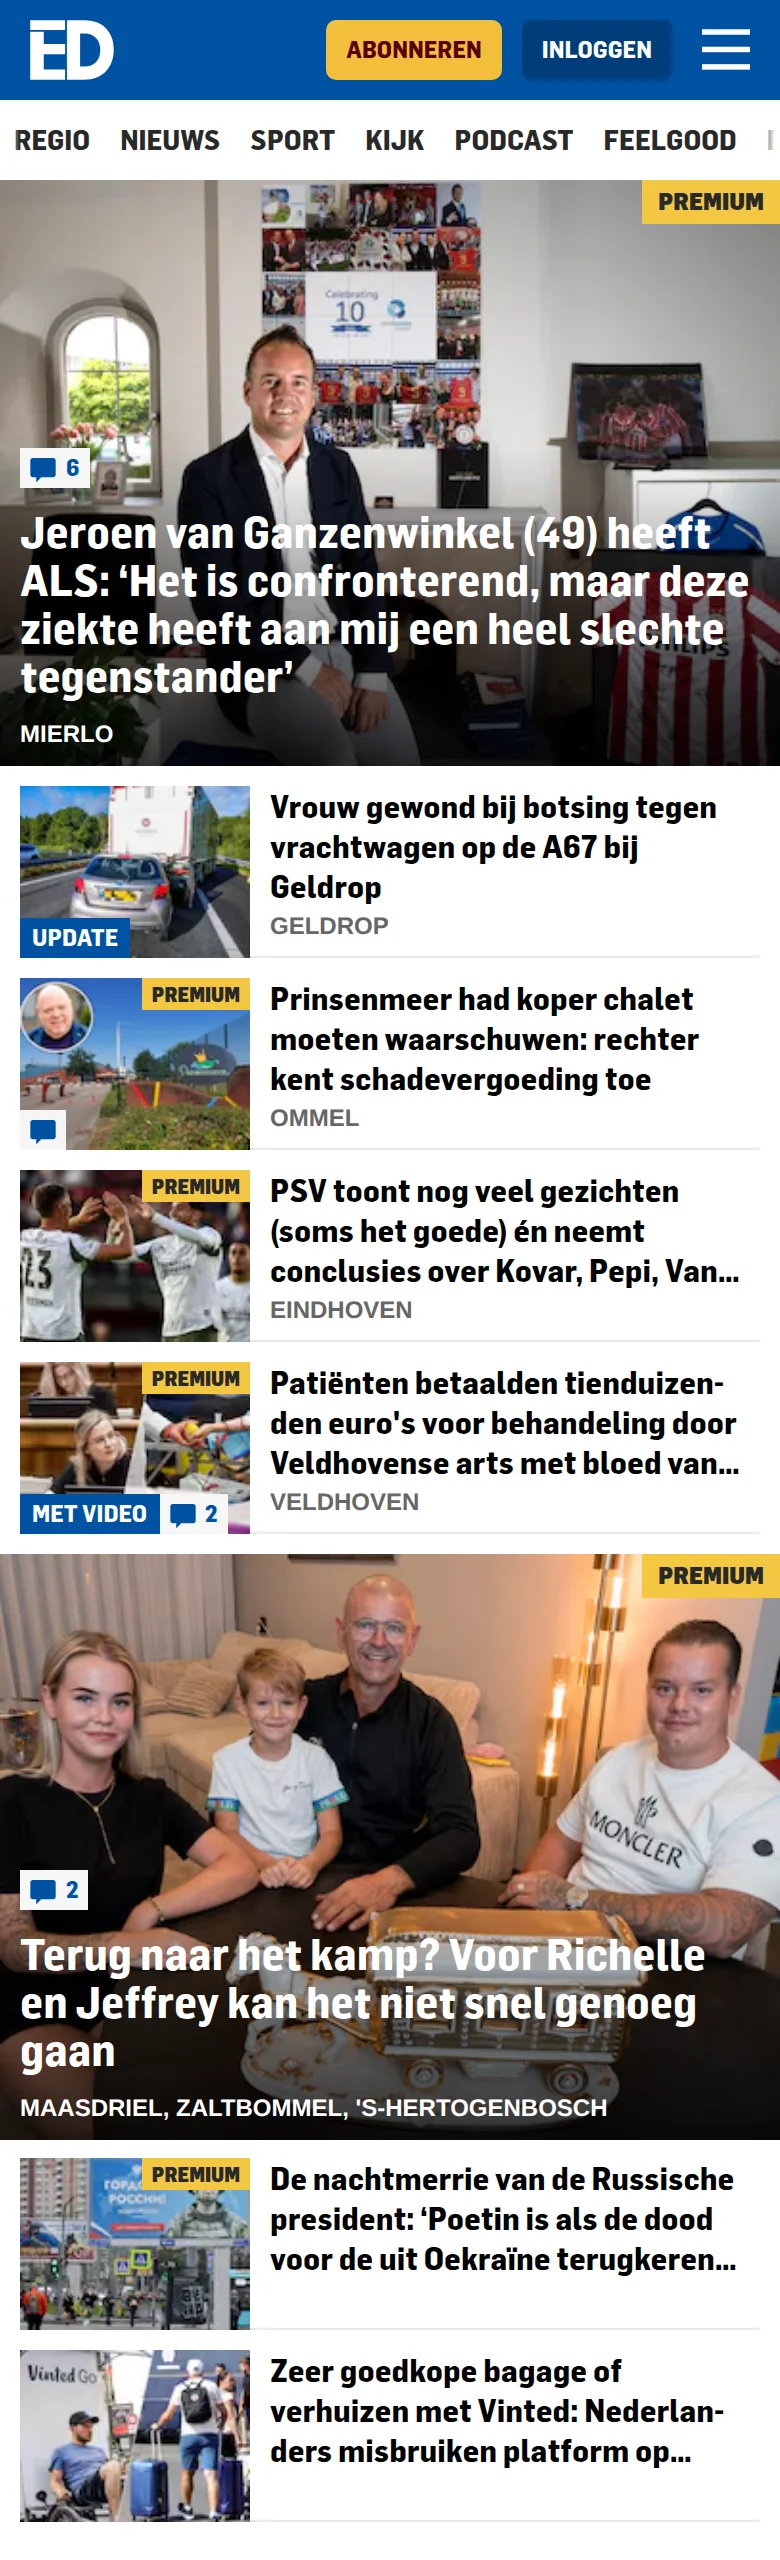 ED
ABONNEREN
INLOGGEN
REGIO NIEUWS SPORT KIJK PODCAST FEELGOOD
PREMIUM
Celebrating
10
PHILIPS
6
Jeroen van Ganzenwinkel (49) heeft
ALS: ‘Het is confronterend, maar deze
ziekte heeft aan mij een heel slechte
tegenstander’
MIERLO
Vrouw gewond bij botsing tegen
vrachtwagen op de A67 bij
Geldrop
GELDROP
UPDATE
PREMIUM
Prinsenmeer had koper chalet
moeten waarschuwen: rechter
kent schadevergoeding toe
OMMEL
PREMIUM
23
PSV toont nog veel gezichten
(soms het goede) én neemt
conclusies over Kovar, Pepi, Van...
EINDHOVEN
PREMIUM
Patiënten betaalden tienduizen-
den euro's voor behandeling door
Veldhovense arts met bloed van...
VELDHOVEN
MET VIDEO
2
PREMIUM
MONCLER
2
Terug naar het kamp? Voor Richelle
en Jeffrey kan het niet snel genoeg
gaan
MAASDRIEL, ZALTBOMMEL, 'S-HERTOGENBOSCH
PREMIUM
РОССИИ!
De nachtmerrie van de Russische
president: ‘Poetin is als de dood
voor de uit Oekraïne terugkeren...
Vinted Go
Zeer goedkope bagage of
verhuizen met Vinted: Nederlan-
ders misbruiken platform op...